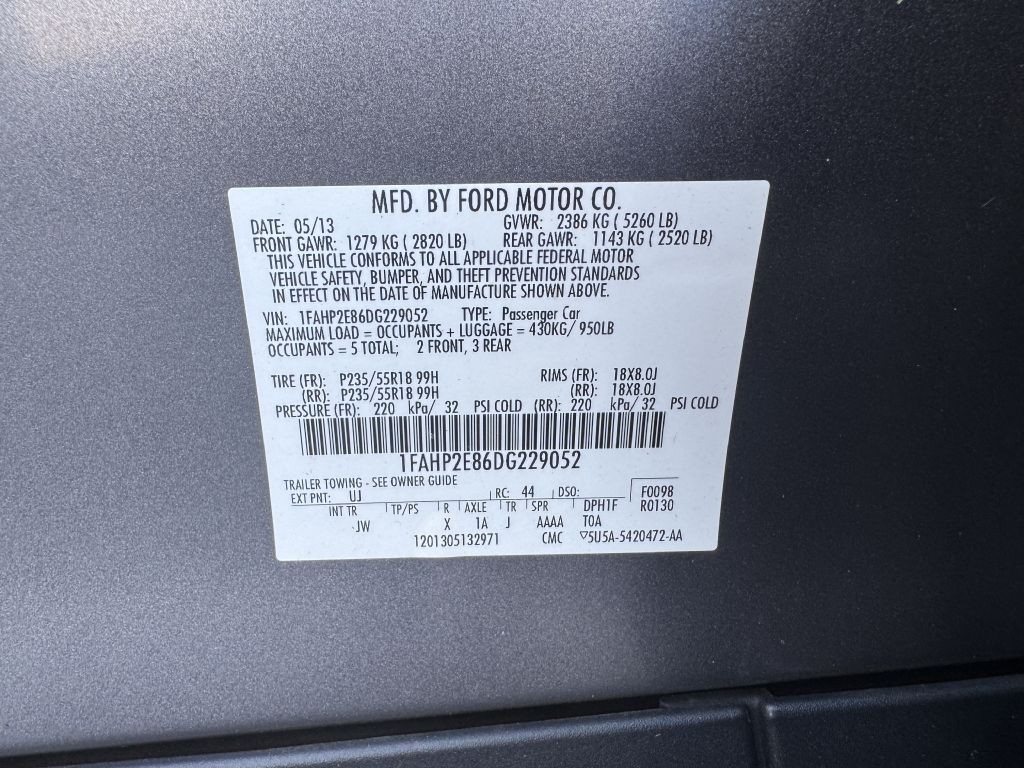 MFD. BY FORD MOTOR CO.
DATE: 05/13 GVWR: 2386 KG ( 5260 LB)
FRONT GAWR: 1279 KG ( 2820 LB) REAR GAWR: 1143 KG ( 2520 LB)
THIS VEHICLE CONFORMS TO ALL APPLICABLE FEDERAL MOTOR
VEHICLE SAFETY, BUMPER, AND THEFT PREVENTION STANDARDS
IN EFFECT ON THE DATE OF MANUFACTURE SHOWN ABOVE.
VIN: 1FAHP2E86DG229052 TYPE: Passenger Car
MAXIMUM LOAD = OCCUPANTS + LUGGAGE = 430KG/ 950LB
OCCUPANTS = 5 TOTAL; 2 FRONT, 3 REAR
TIRE (FR): P235/55R18 99H RIMS (FR): 18X8.0J
(RR): P235/55R18 99H (RR): 18X8.0J
PRESSURE (FR): 220 kPa/ 32 PSI COLD (RR): 220 kPa/ 32 PSI COLD
1FAHP2E86DG229052
TRAILER TOWING - SEE OWNER GUIDE
EXT PNT: UJ RC: 44 DSO: F0098
INT TR TP/PS R AXLE TR SPR DPH1F R0130
JW X 1A J AAAA T0A
1201305132971 CMC ▽5U5A-5420472-AA